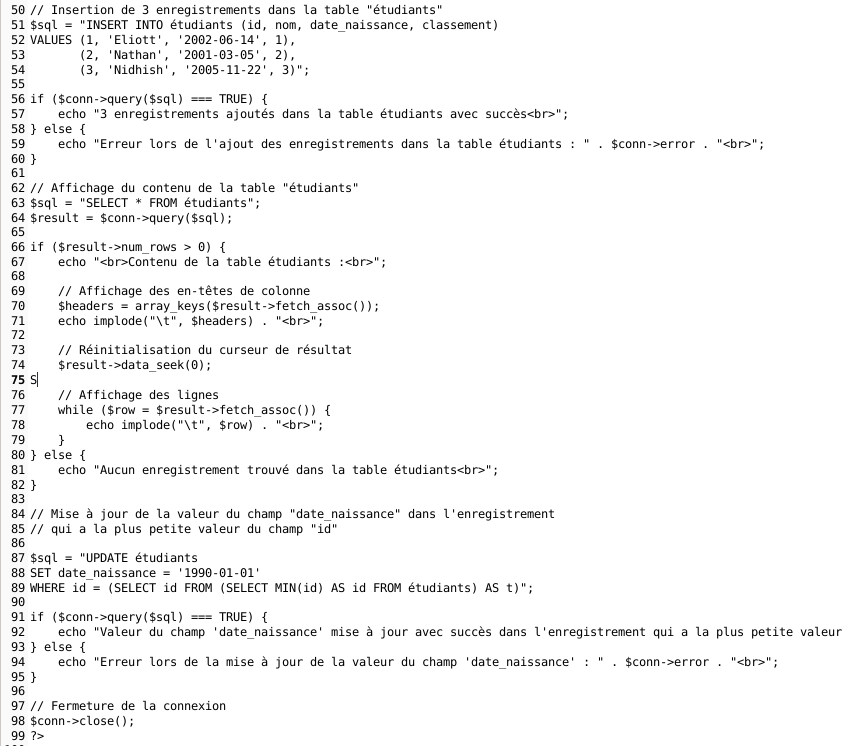 50 // Insertion de 3 enregistrements dans la table "étudiants"
51 $sql = "INSERT INTO étudiants (id, nom, date_naissance, classement)
52 VALUES (1, 'Eliott', '2002-06-14', 1),
53        (2, 'Nathan', '2001-03-05', 2),
54        (3, 'Nidhish', '2005-11-22', 3)";
55
56 if ($conn->query($sql) === TRUE) {
57     echo "3 enregistrements ajoutés dans la table étudiants avec succès<br>";
58 } else {
59     echo "Erreur lors de l'ajout des enregistrements dans la table étudiants : " . $conn->error . "<br>";
60 }
61
62 // Affichage du contenu de la table "étudiants"
63 $sql = "SELECT * FROM étudiants";
64 $result = $conn->query($sql);
65
66 if ($result->num_rows > 0) {
67     echo "<br>Contenu de la table étudiants :<br>";
68
69     // Affichage des en-têtes de colonne
70     $headers = array_keys($result->fetch_assoc());
71     echo implode("\t", $headers) . "<br>";
72
73     // Réinitialisation du curseur de résultat
74     $result->data_seek(0);
75 S
76     // Affichage des lignes
77     while ($row = $result->fetch_assoc()) {
78         echo implode("\t", $row) . "<br>";
79     }
80 } else {
81     echo "Aucun enregistrement trouvé dans la table étudiants<br>";
82 }
83
84 // Mise à jour de la valeur du champ "date_naissance" dans l'enregistrement
85 // qui a la plus petite valeur du champ "id"
86
87 $sql = "UPDATE étudiants
88 SET date_naissance = '1990-01-01'
89 WHERE id = (SELECT id FROM (SELECT MIN(id) AS id FROM étudiants) AS t)";
90
91 if ($conn->query($sql) === TRUE) {
92     echo "Valeur du champ 'date_naissance' mise à jour avec succès dans l'enregistrement qui a la plus petite valeur
93 } else {
94     echo "Erreur lors de la mise à jour de la valeur du champ 'date_naissance' : " . $conn->error . "<br>";
95 }
96
97 // Fermeture de la connexion
98 $conn->close();
99 ?>